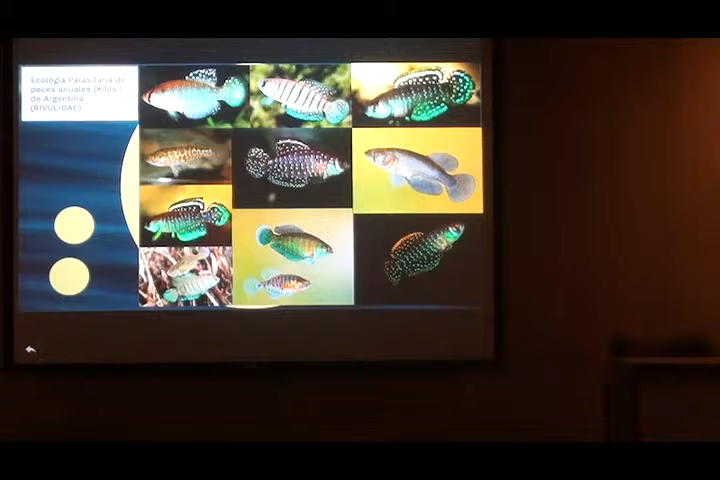 Ecología Parasitaria de
peces anuales (Killis )
de Argentina
(RIVULIDAE)